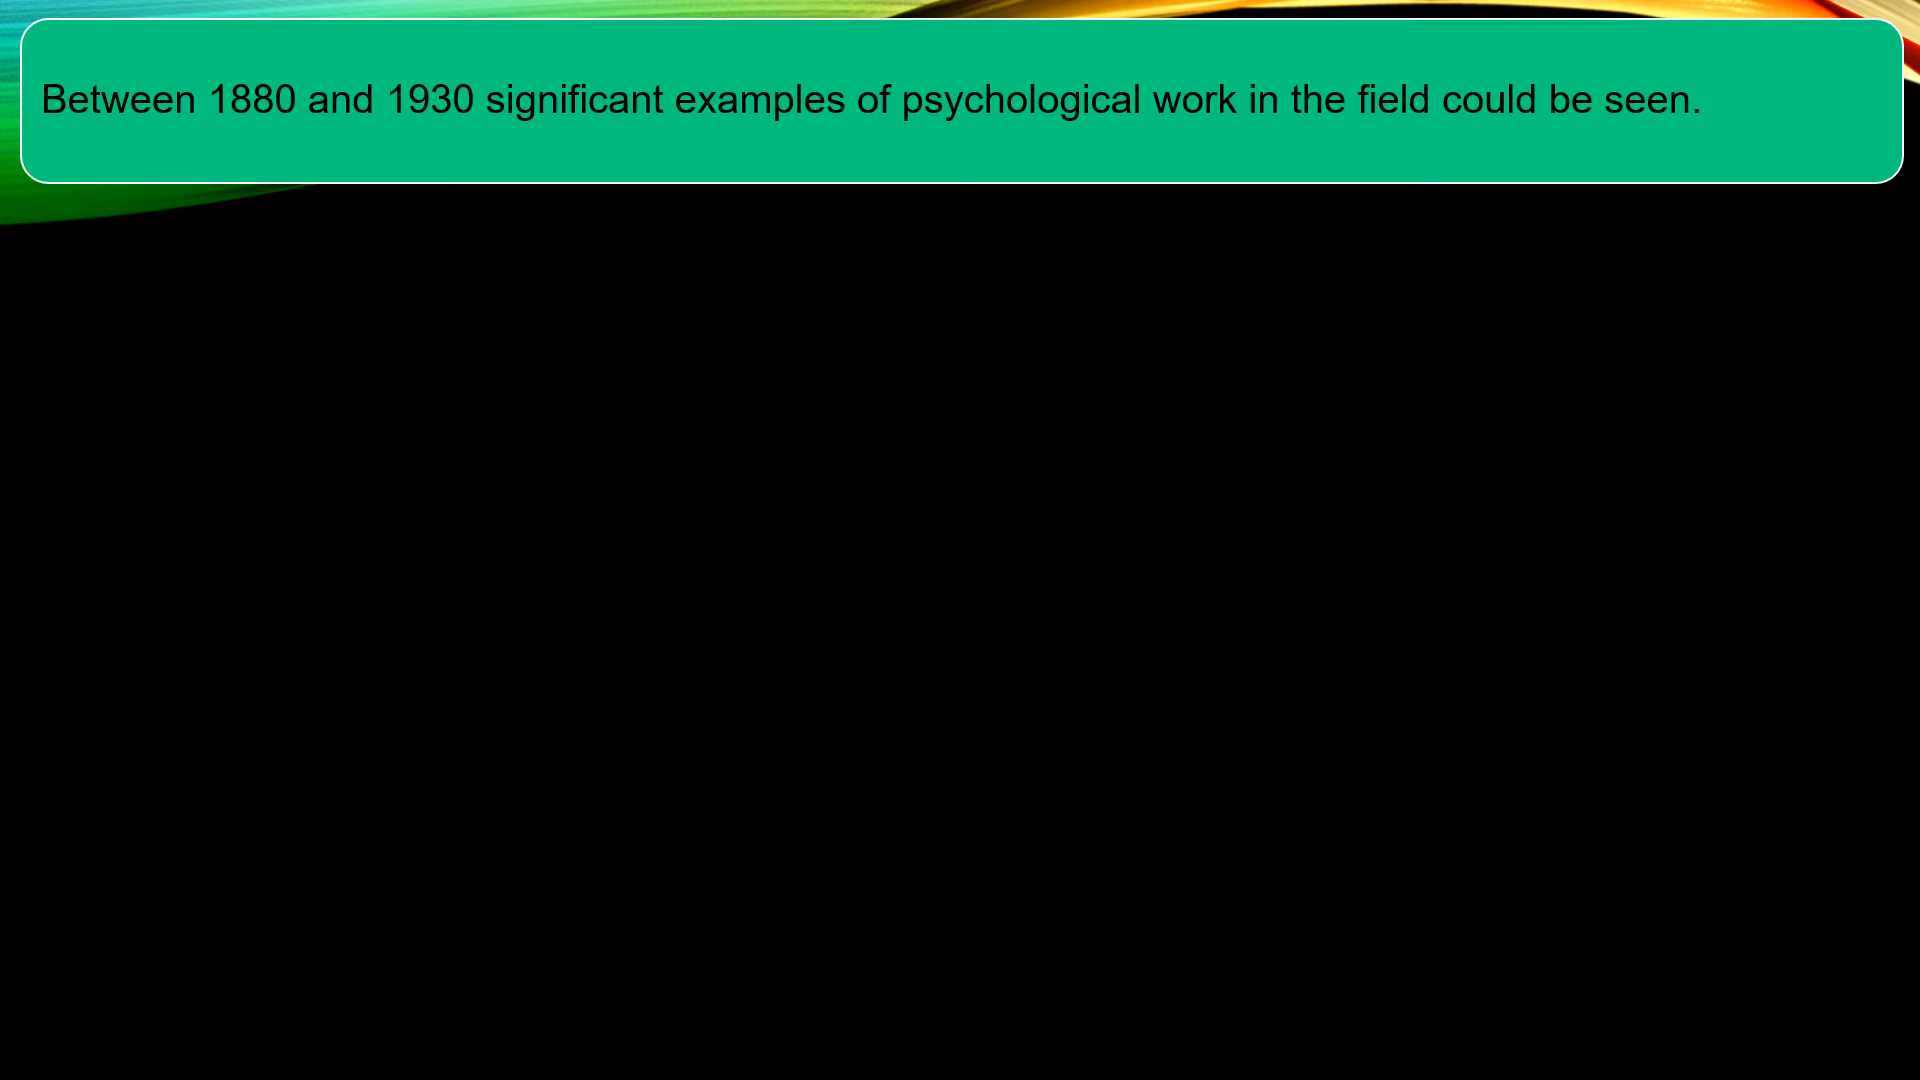 Between 1880 and 1930 significant examples of psychological work in the field could be seen.